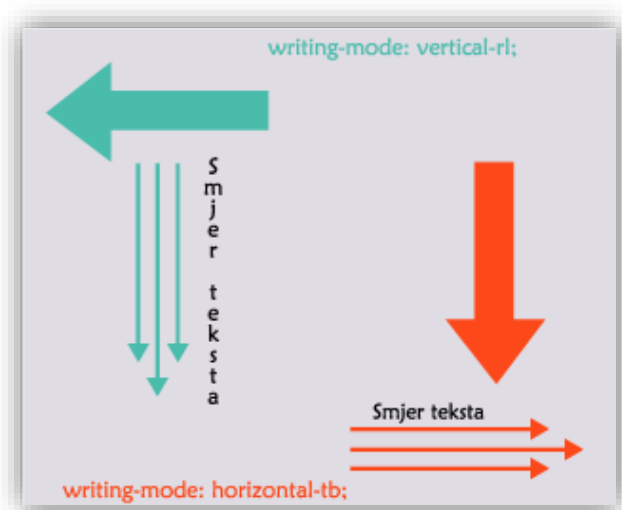 writing-mode: vertical-rl;
Smjer teksta
Smjer teksta
writing-mode: horizontal-tb;